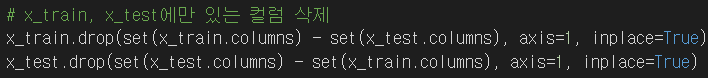 # x_train, x_test에만 있는 컬럼 삭제
x_train.drop(set(x_train.columns) - set(x_test.columns), axis=1, inplace=True)
x_test.drop(set(x_test.columns) - set(x_train.columns), axis=1, inplace=True)